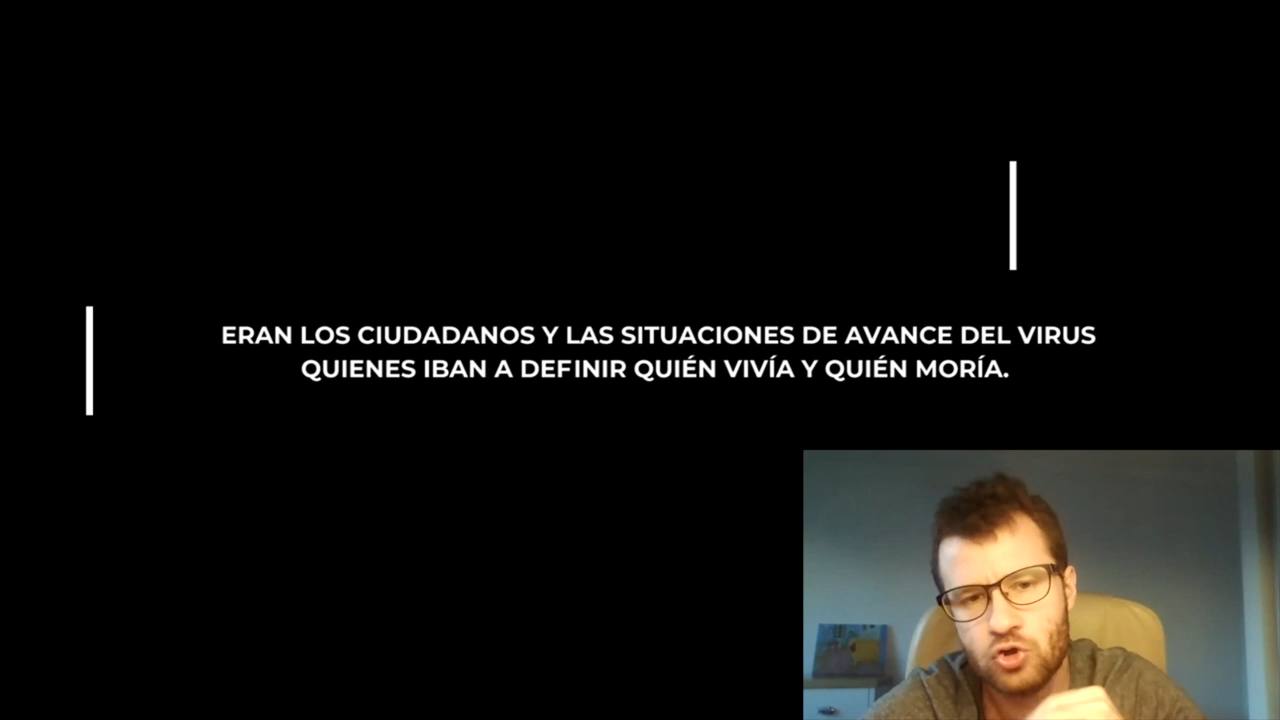 ERAN LOS CIUDADANOS Y LAS SITUACIONES DE AVANCE DEL VIRUS
QUIENES IBAN A DEFINIR QUIÉN VIVÍA Y QUIÉN MORÍA.